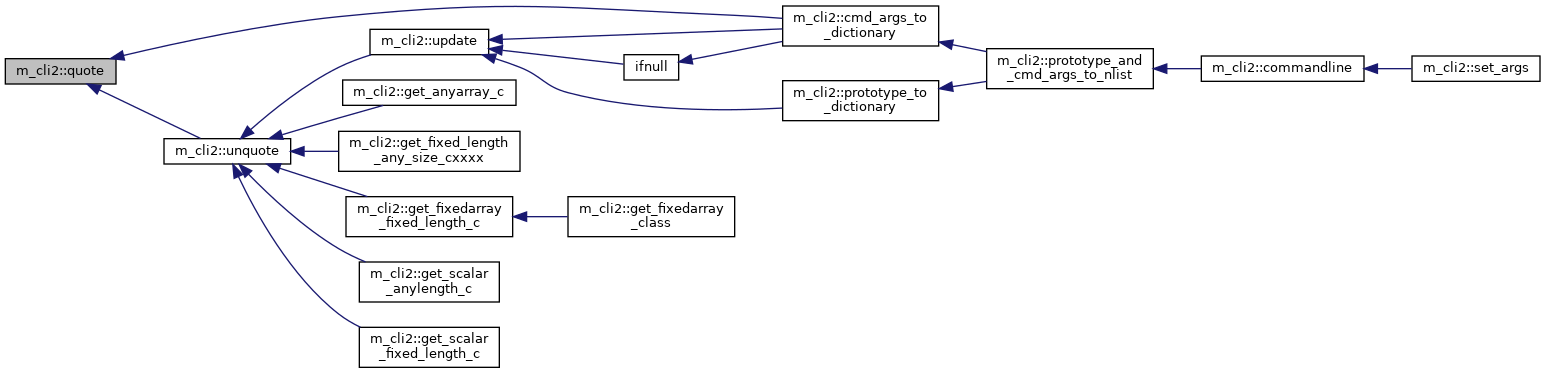 m_cli2::quote
m_cli2::unquote
m_cli2::update
m_cli2::get_anyarray_c
m_cli2::get_fixed_length
_any_size_cxxxx
m_cli2::get_fixedarray
_fixed_length_c
m_cli2::get_scalar
_anylength_c
m_cli2::get_scalar
_fixed_length_c
ifnull
m_cli2::get_fixedarray
_class
m_cli2::cmd_args_to
_dictionary
m_cli2::prototype_to
_dictionary
m_cli2::prototype_and
_cmd_args_to_nlist
m_cli2::commandline
m_cli2::set_args